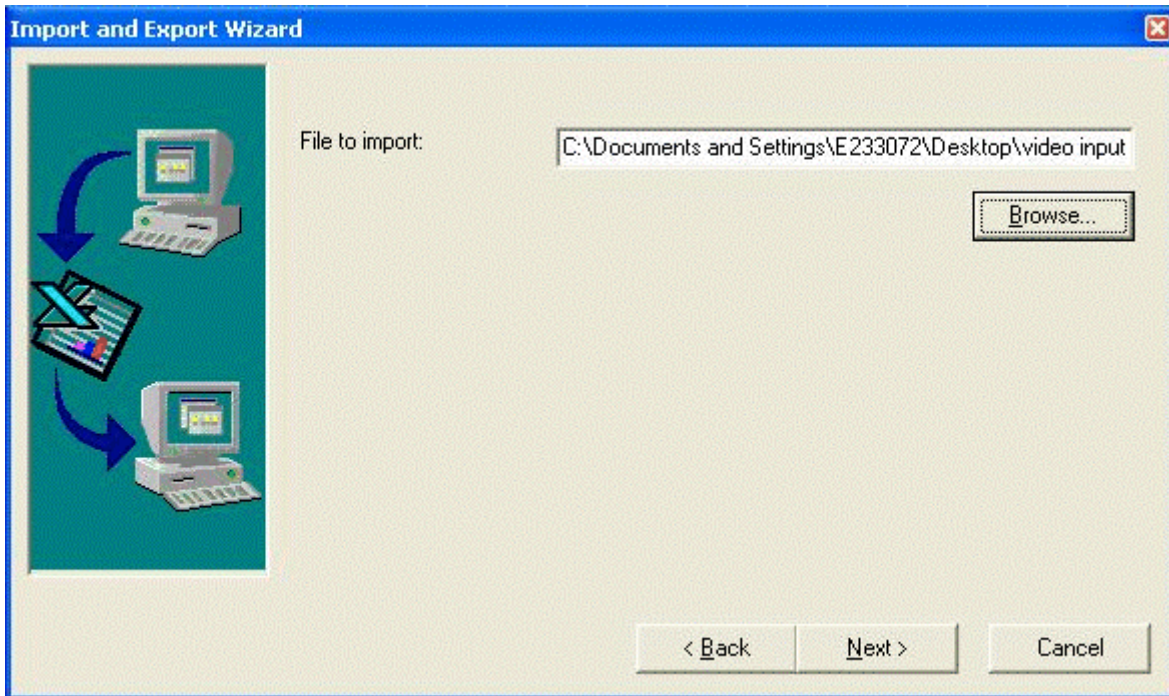 Import and Export Wizard
File to import:
C:\Documents and Settings\E233072\Desktop\video input
Browse...
< Back
Next >
Cancel